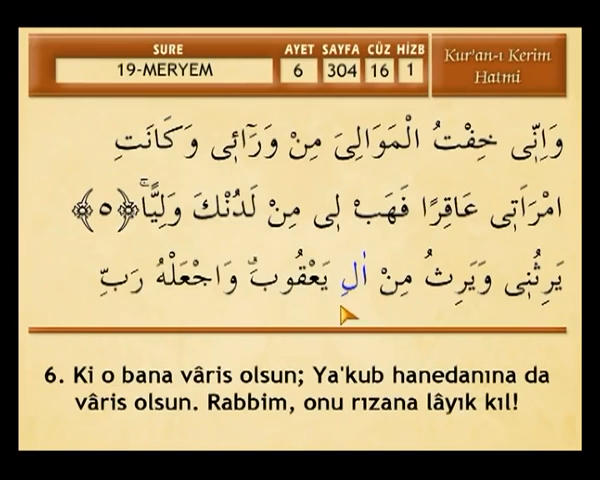 SURE AYET SAYFA CÜZ HİZB
19-MERYEM 6 304 16 1
Kur'an-ı Kerim
Hatmi
وَاِنّ۪ي خِفْتُ الْمَوَالِيَ مِنْ وَرَٓاء۪ي وَكَانَتِ
امْرَاَت۪ي عَاقِرًا فَهَبْ ل۪ي مِنْ لَدُنْكَ وَلِيًّاۚ ﴿٥﴾
يَرِثُن۪ي وَيَرِثُ مِنْ اٰلِ يَعْقُوبَۗ وَاجْعَلْهُ رَبِّ
6. Ki o bana vâris olsun; Ya'kub hanedanına da
vâris olsun. Rabbim, onu rızana lâyık kıl!